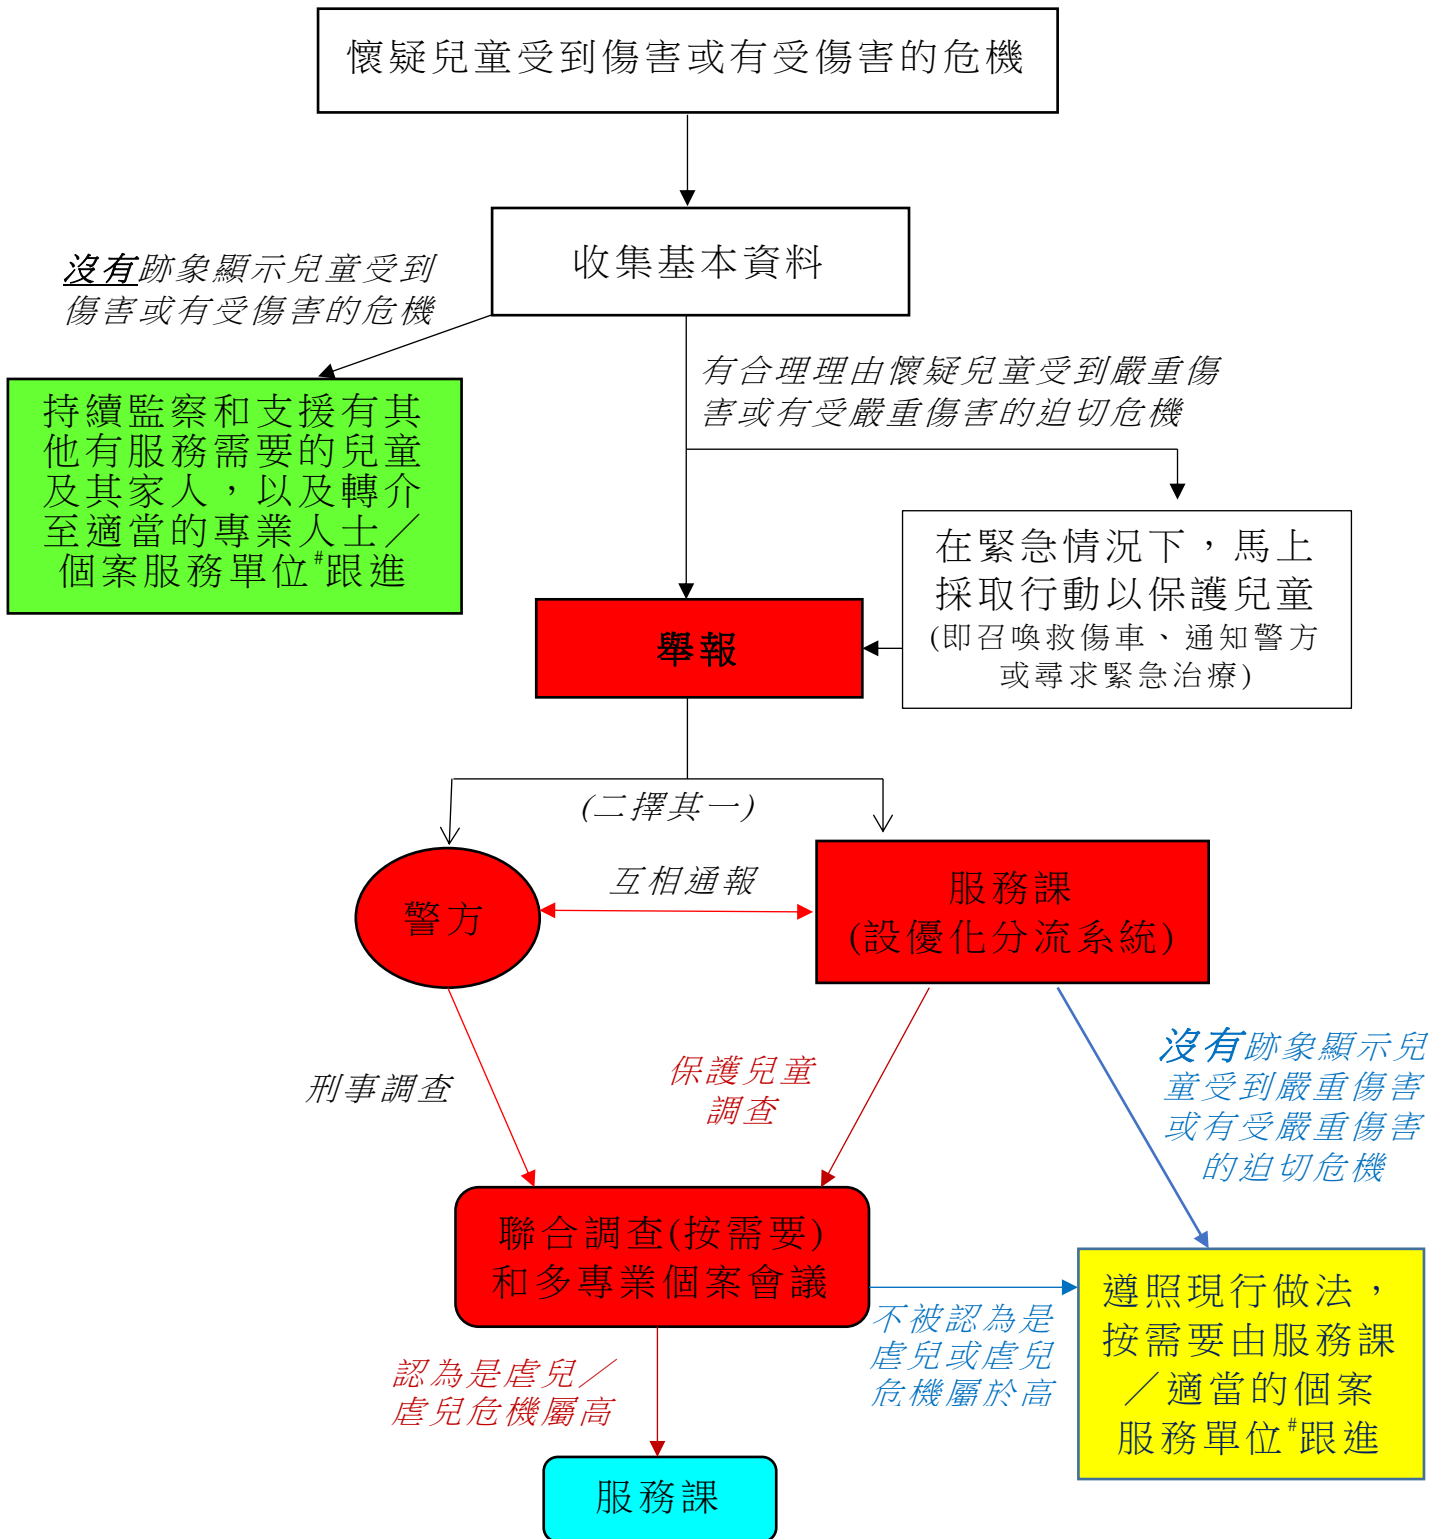 懷疑兒童受到傷害或有受傷害的危機
收集基本資料
沒有跡象顯示兒童受到
傷害或有受傷害的危機
有合理理由懷疑兒童受到嚴重傷
害或有受嚴重傷害的迫切危機
持續監察和支援有其
他有服務需要的兒童
及其家人，以及轉介
至適當的專業人士／
個案服務單位#跟進
在緊急情況下，馬上
採取行動以保護兒童
(即召喚救傷車、通知警方
或尋求緊急治療)
舉報
(二擇其一)
警方
互相通報
服務課
(設優化分流系統)
刑事調查
保護兒童
調查
沒有跡象顯示兒
童受到嚴重傷害
或有受嚴重傷害
的迫切危機
聯合調查(按需要)
和多專業個案會議
不被認為是
虐兒或虐兒
危機屬於高
遵照現行做法，
按需要由服務課
／適當的個案
服務單位#跟進
認為是虐兒／
虐兒危機屬高
服務課